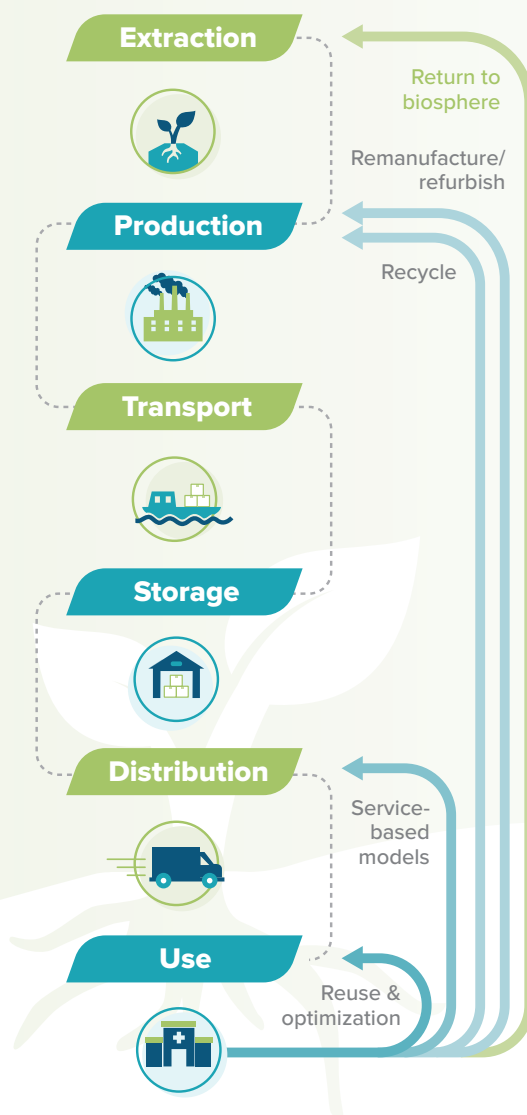 Extraction
Return to
biosphere
Remanufacture/
refurbish
Production
Recycle
Transport
Storage
Distribution
Service-
based
models
Use
Reuse &
optimization